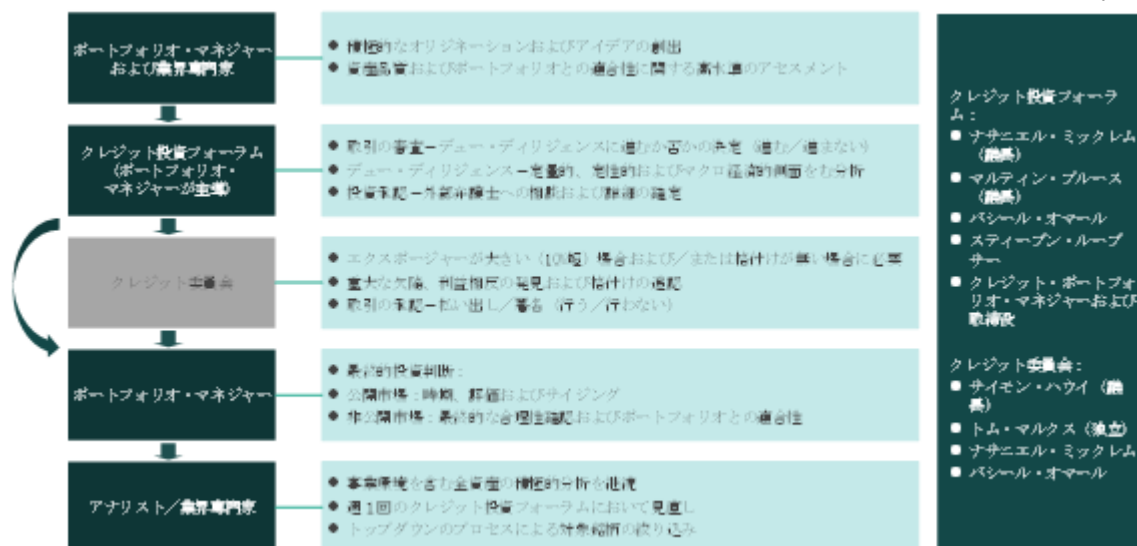 ポートフォリオ・マネジャー
および業界専門家
● 積極的なオリジネーションおよびアイデアの創出
● 資産品質およびポートフォリオとの適合性に関する高水準のアセスメント
クレジット投資フォーラム
(ポートフォリオ・
マネジャーが主導)
● 取引の審査ーデュー・ディリジェンスに進むか否かの決定（進む／進まない）
● デュー・ディリジェンスー定量的、定性的およびマクロ経済的側面を む分析
● 投資承認ー外部弁護士への相談および詳細の確定
クレジット委員会
● エクスポージャーが大きい（10%超）場合および／または格付けが無い場合に必要
● 重大な欠陥、利益相反の発見および格付けの追認
● 取引の承認ー払い出し／署名（行う／行わない）
ポートフォリオ・マネジャー
● 最終的投資判断：
● 公開市場：時期、評価およびサイジング
● 非公開市場：最終的な合理性確認およびポートフォリオとの適合性
アナリスト／業界専門家
● 事業環境を含む全資産の積極的分析を継続
● 週1回のクレジット投資フォーラムにおいて見直し
● トップダウンのプロセスによる対象銘柄の絞り込み
クレジット投資フォーラ
ム：
● ナサニエル・ミックレム
（議長）
● マルティン・ブルース
（議長）
● バシール・オマール
● スティーブン・ルーブ
サー
● クレジット・ポートフォ
リオ・マネジャーおよび
取締役
クレジット委員会：
● サイモン・ハウイ（議
長）
● トム・マルクス（独立）
● ナサニエル・ミックレム
● バシール・オマール